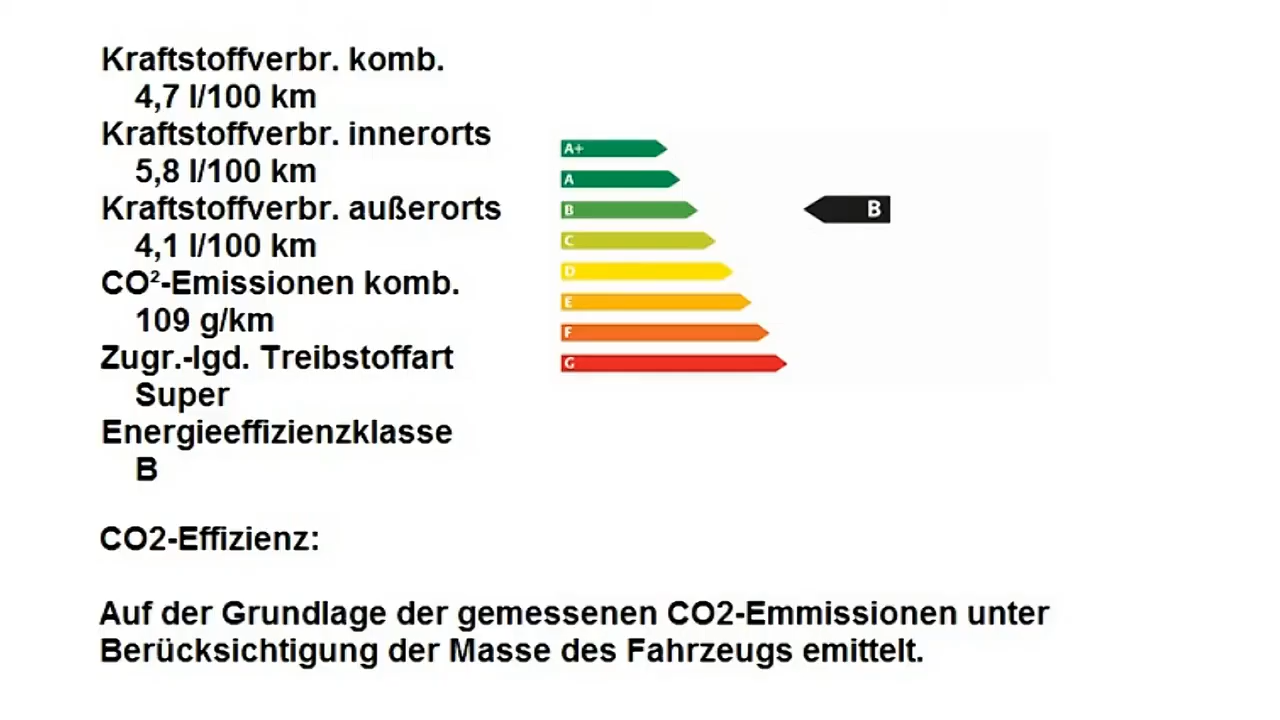 Kraftstoffverbr. komb.
4,7 l/100 km
Kraftstoffverbr. innerorts
5,8 l/100 km
Kraftstoffverbr. außerorts
4,1 l/100 km
CO²-Emissionen komb.
109 g/km
Zugr.-lgd. Treibstoffart
Super
Energieeffizienzklasse
B
A+
A
B
B
C
D
E
F
G
CO2-Effizienz:
Auf der Grundlage der gemessenen CO2-Emmissionen unter
Berücksichtigung der Masse des Fahrzeugs emittelt.